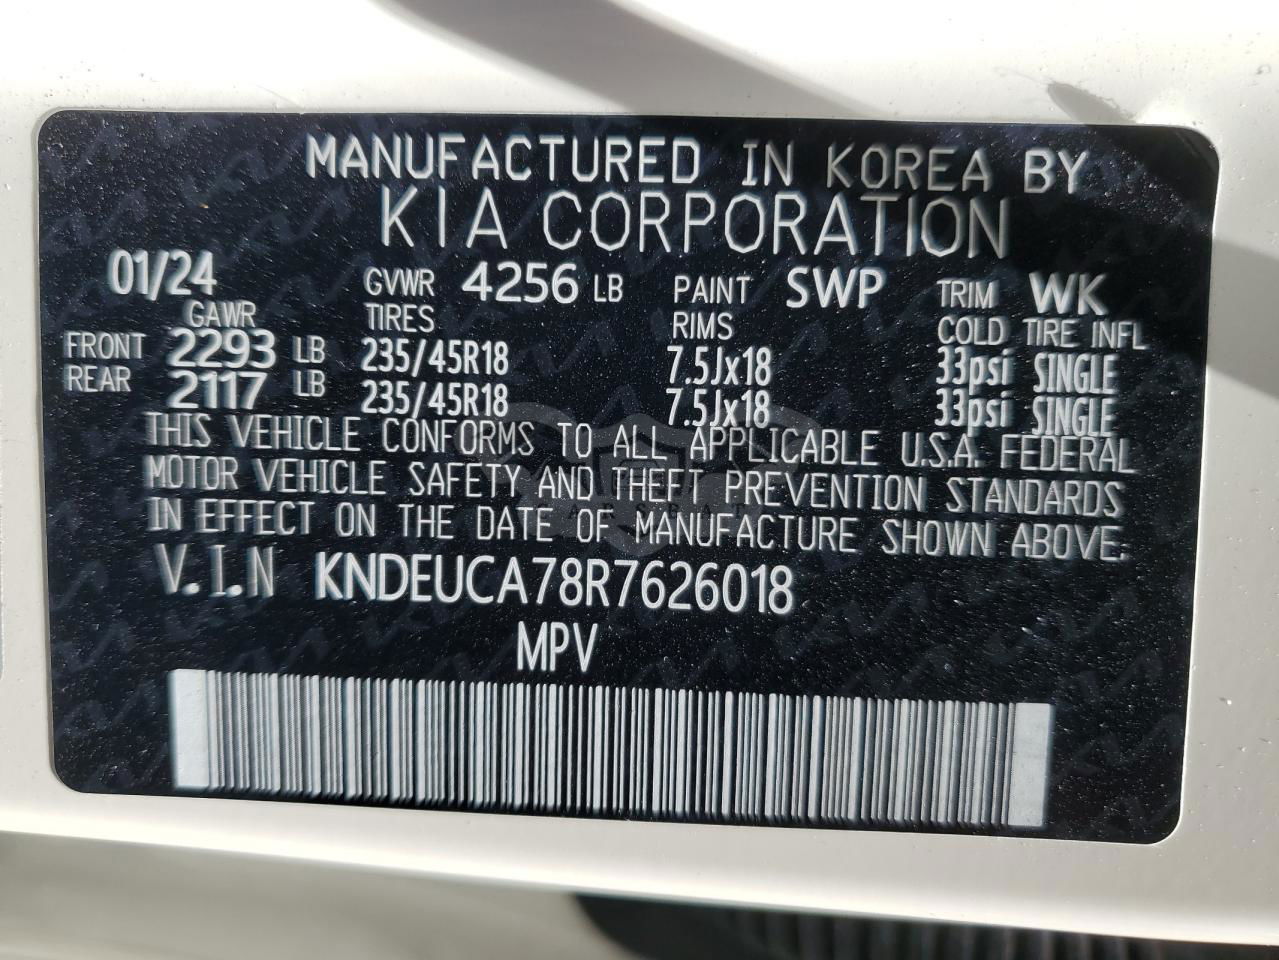 MANUFACTURED IN KOREA BY
KIA CORPORATION
01/24 GVWR 4256 LB PAINT SWP TRIM WK
GAWR TIRES RIMS COLD TIRE INFL
FRONT 2293 LB 235/45R18 7.5Jx18 33psi SINGLE
REAR 2117 LB 235/45R18 7.5Jx18 33psi SINGLE
THIS VEHICLE CONFORMS TO ALL APPLICABLE U.S.A. FEDERAL
MOTOR VEHICLE SAFETY AND THEFT PREVENTION STANDARDS
IN EFFECT ON THE DATE OF MANUFACTURE SHOWN ABOVE.
V.I.N KNDEUCA78R7626018
MPV